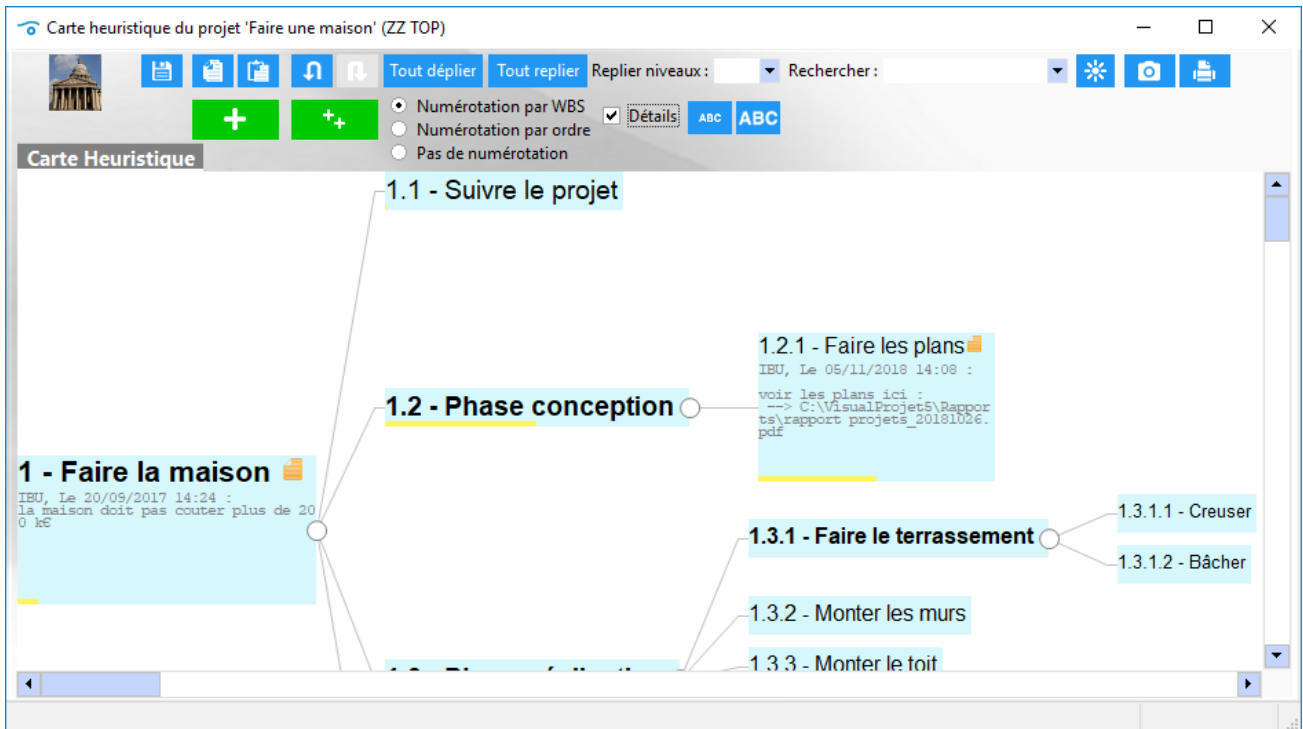 Carte heuristique du projet 'Faire une maison' (ZZ TOP)
Tout déplier Tout replier Replier niveaux : Rechercher :
Numérotation par WBS
Détails ABC ABC
Numérotation par ordre
Pas de numérotation
Carte Heuristique
1.1 - Suivre le projet
1.2.1 - Faire les plans
IBU, Le 05/11/2018 14:08 :
voir les plans ici :
--> C:\VisualProjet5\Rappor
ts\rapport projets_20181026.
pdf
1.2 - Phase conception
1 - Faire la maison
IBU, Le 20/09/2017 14:24 :
la maison doit pas couter plus de 20
0 k€
1.3.1 - Faire le terrassement
1.3.1.1 - Creuser
1.3.1.2 - Bâcher
1.3.2 - Monter les murs
1.3.3 - Monter le toit